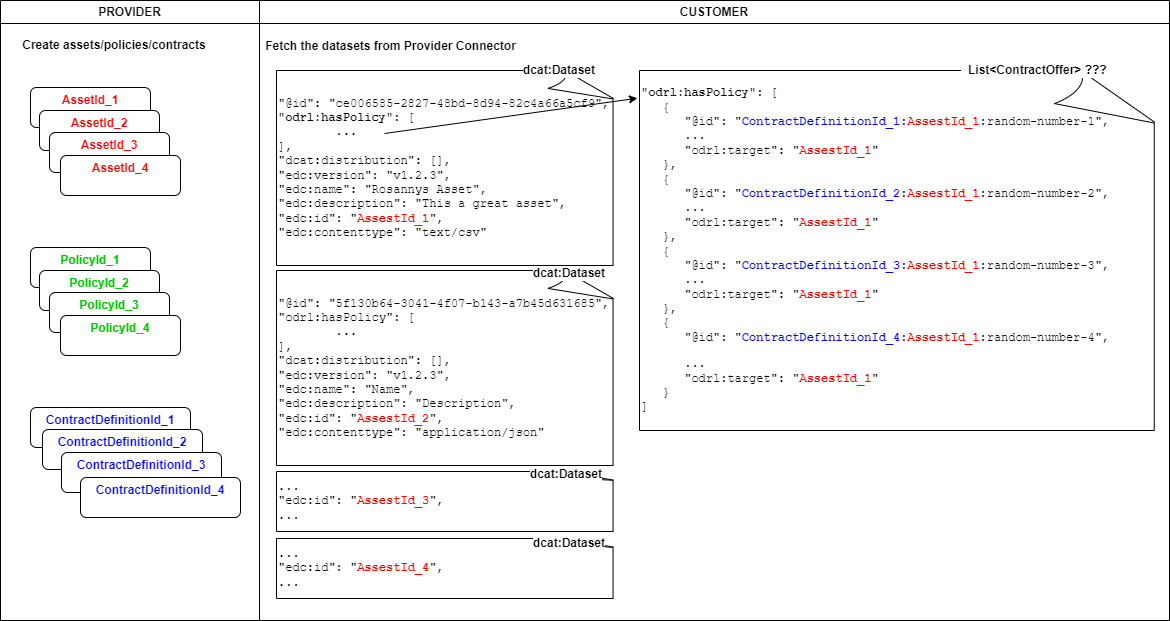 PROVIDER
CUSTOMER
Create assets/policies/contracts
AssetId_1
AssetId_2
AssetId_3
AssetId_4
PolicyId_1
PolicyId_2
PolicyId_3
PolicyId_4
ContractDefinitionId_1
ContractDefinitionId_2
ContractDefinitionId_3
ContractDefinitionId_4
Fetch the datasets from Provider Connector
dcat:Dataset
"@id": "ce006585-2827-48bd-8d94-82c4a66a5cf9",
"odrl:hasPolicy": [
...
],
"dcat:distribution": [],
"edc:version": "v1.2.3",
"edc:name": "Rosannys Asset",
"edc:description": "This a great asset",
"edc:id": "AssestId_1",
"edc:contenttype": "text/csv"
dcat:Dataset
"@id": "5f130b64-3041-4f07-b143-a7b45d631685",
"odrl:hasPolicy": [
...
],
"dcat:distribution": [],
"edc:version": "v1.2.3",
"edc:name": "Name",
"edc:description": "Description",
"edc:id": "AssestId_2",
"edc:contenttype": "application/json"
dcat:Dataset
...
"edc:id": "AssestId_3",
...
dcat:Dataset
...
"edc:id": "AssestId_4",
...
List<ContractOffer> ???
"odrl:hasPolicy": [
{
"@id": "ContractDefinitionId_1:AssestId_1:random-number-1",
...
"odrl:target": "AssestId_1"
},
{
"@id": "ContractDefinitionId_2:AssestId_1:random-number-2",
...
"odrl:target": "AssestId_1"
},
{
"@id": "ContractDefinitionId_3:AssestId_1:random-number-3",
...
"odrl:target": "AssestId_1"
},
{
"@id": "ContractDefinitionId_4:AssestId_1:random-number-4",
...
"odrl:target": "AssestId_1"
}
]